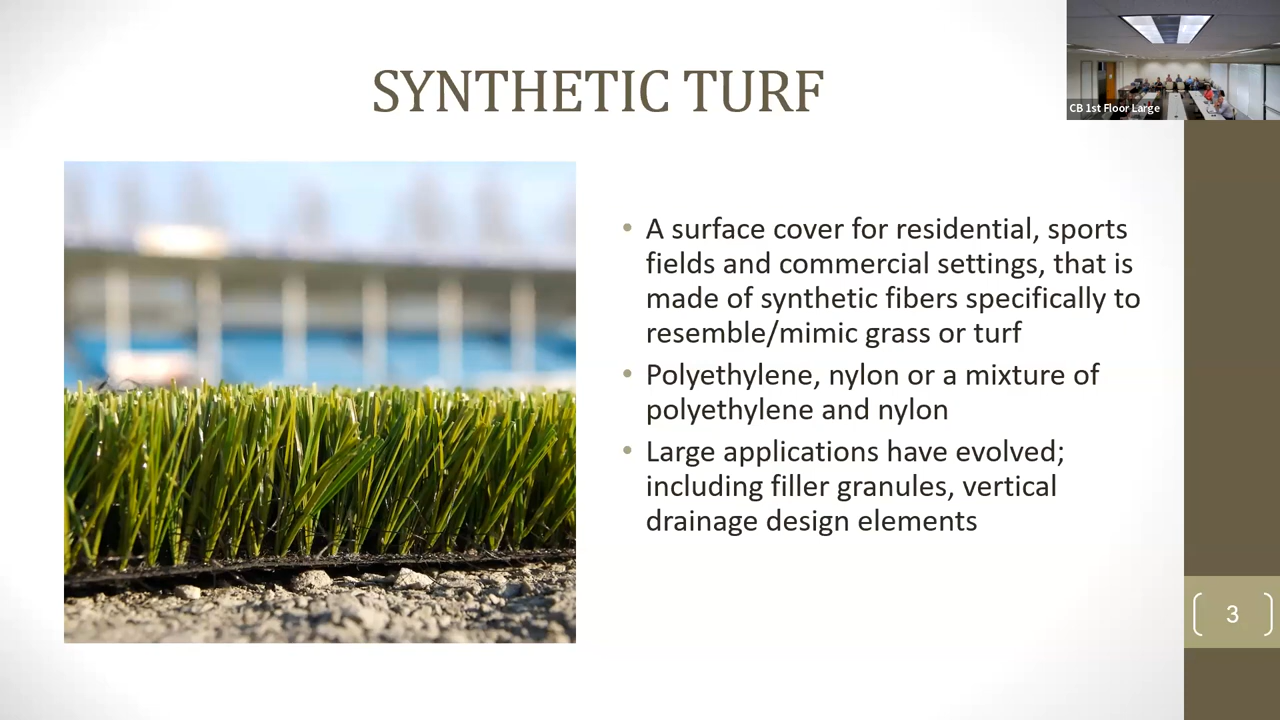 SYNTHETIC TURF
CB 1st Floor Large
• A surface cover for residential, sports
fields and commercial settings, that is
made of synthetic fibers specifically to
resemble/mimic grass or turf
• Polyethylene, nylon or a mixture of
polyethylene and nylon
• Large applications have evolved;
including filler granules, vertical
drainage design elements
3